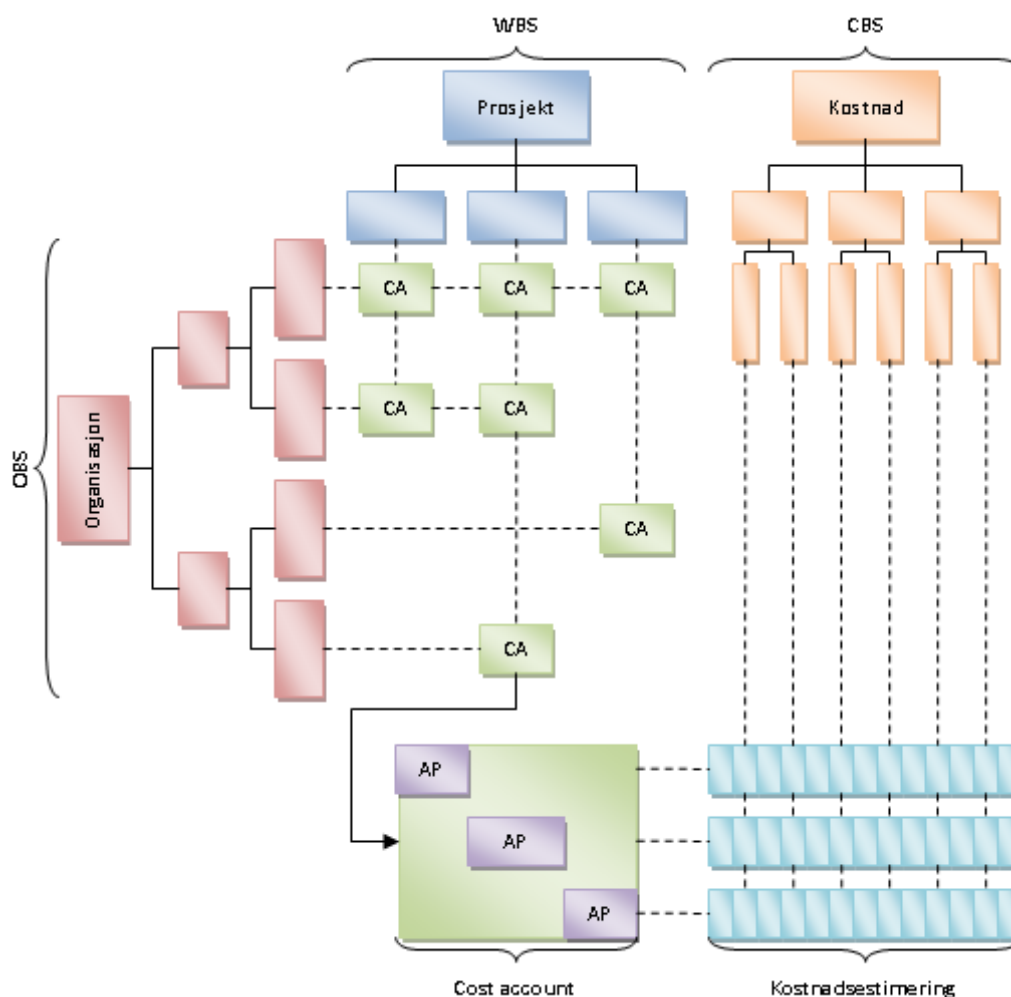 WBS
CBS
Prosjekt
Kostnad
CA
CA
CA
CA
CA
OBS
Organisasjon
CA
CA
AP
AP
AP
Cost account
Kostnadsestimering